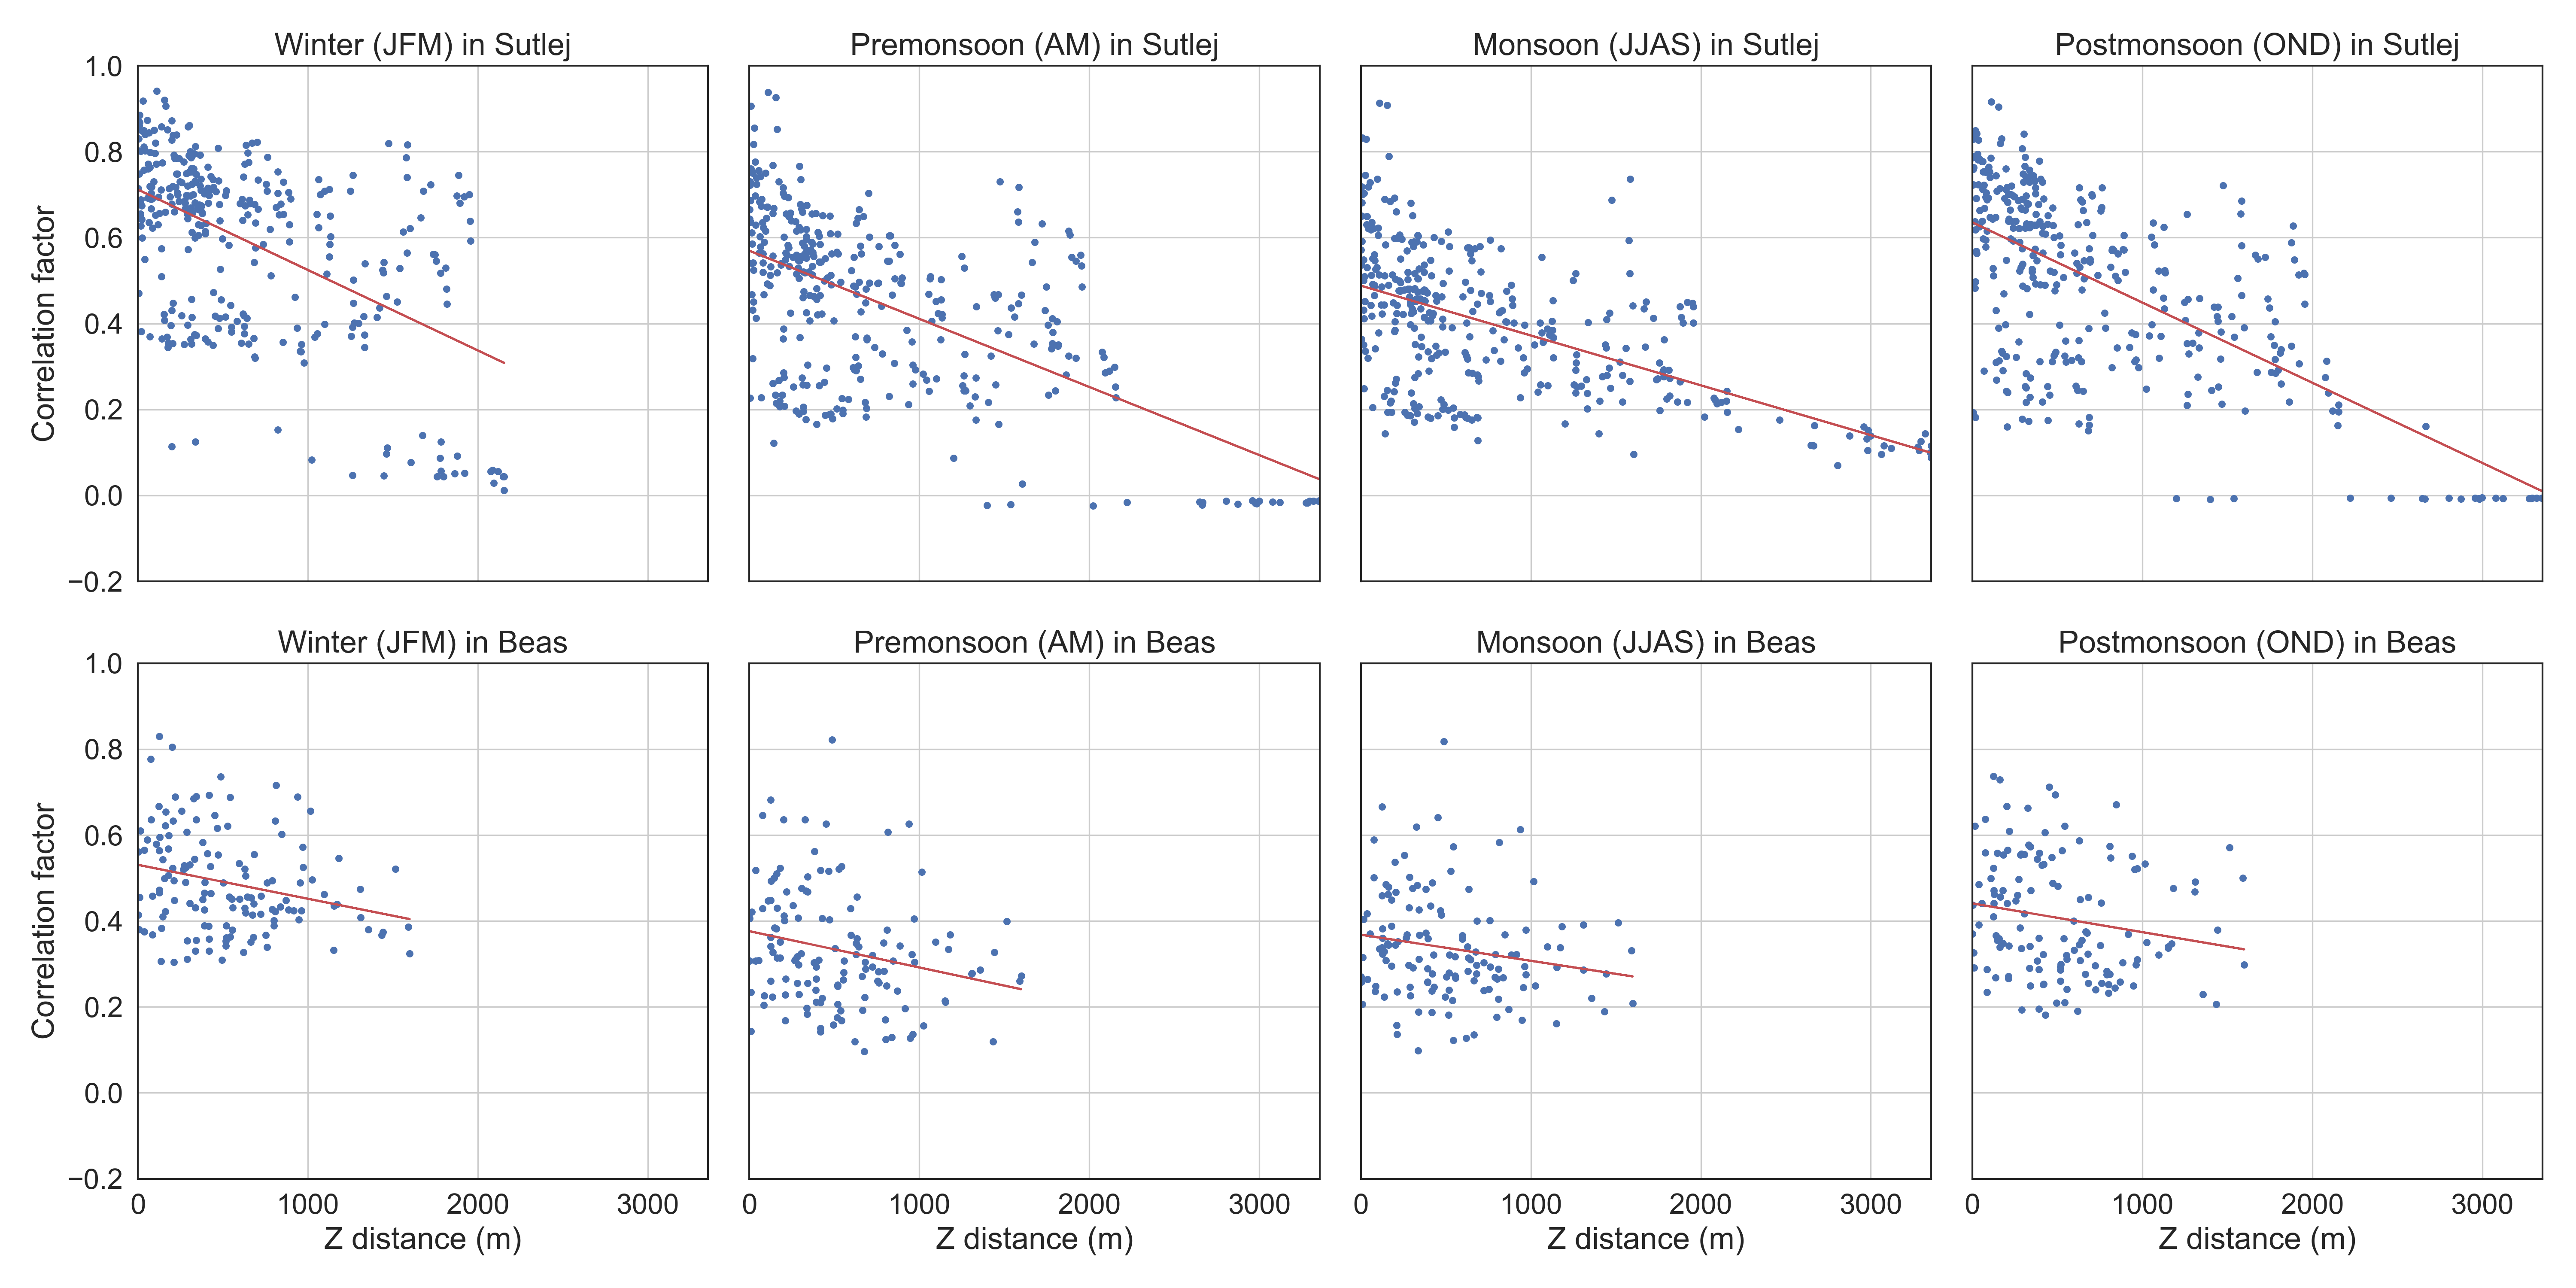 Winter (JFM) in Sutlej
Premonsoon (AM) in Sutlej
Monsoon (JJAS) in Sutlej
Postmonsoon (OND) in Sutlej
Correlation factor
1.0
0.8
0.6
0.4
0.2
0.0
−0.2
Winter (JFM) in Beas
Premonsoon (AM) in Beas
Monsoon (JJAS) in Beas
Postmonsoon (OND) in Beas
Correlation factor
1.0
0.8
0.6
0.4
0.2
0.0
−0.2
0 1000 2000 3000
0 1000 2000 3000
0 1000 2000 3000
0 1000 2000 3000
Z distance (m)
Z distance (m)
Z distance (m)
Z distance (m)